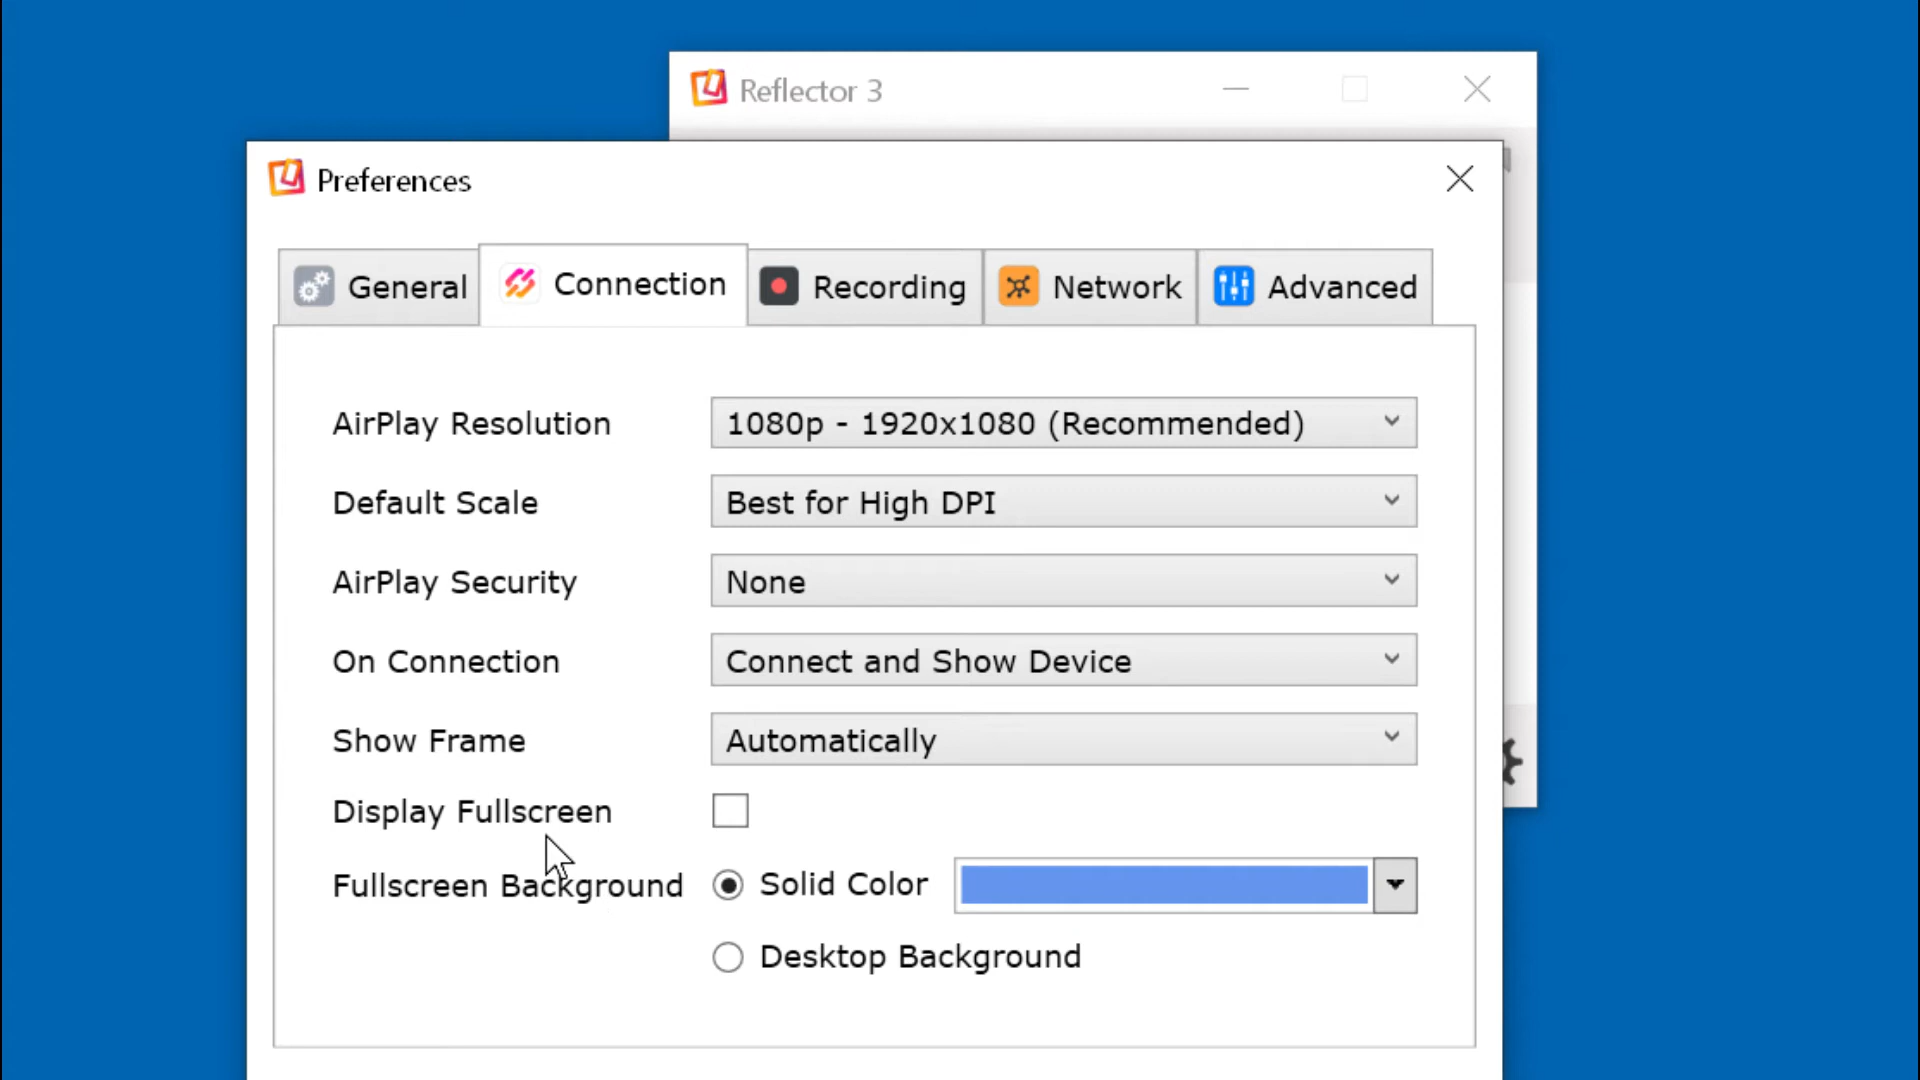 Reflector 3
Preferences
General Connection Recording Network Advanced
AirPlay Resolution 1080p - 1920x1080 (Recommended)
Default Scale Best for High DPI
AirPlay Security None
On Connection Connect and Show Device
Show Frame Automatically
Display Fullscreen
Fullscreen Background Solid Color
Desktop Background